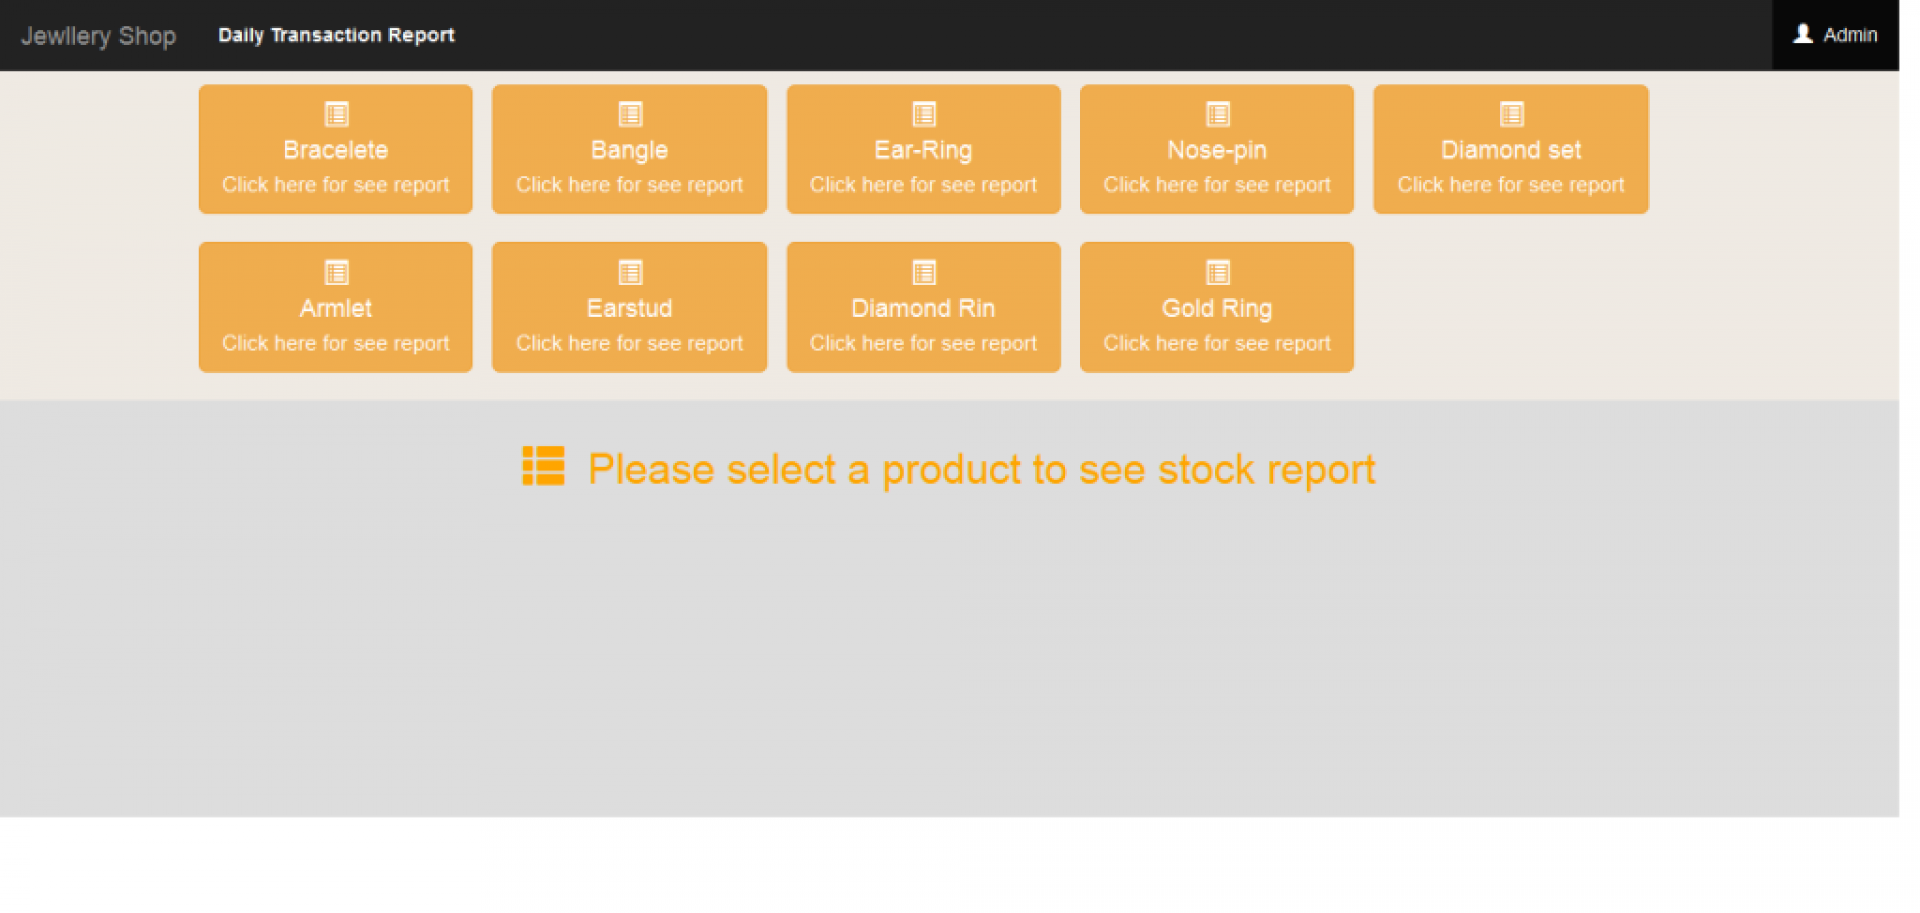 Jewllery Shop Daily Transaction Report Admin
Bracelete Bangle Ear-Ring Nose-pin Diamond set
Click here for see report Click here for see report Click here for see report Click here for see report Click here for see report
Armlet Earstud Diamond Rin Gold Ring
Click here for see report Click here for see report Click here for see report Click here for see report
Please select a product to see stock report